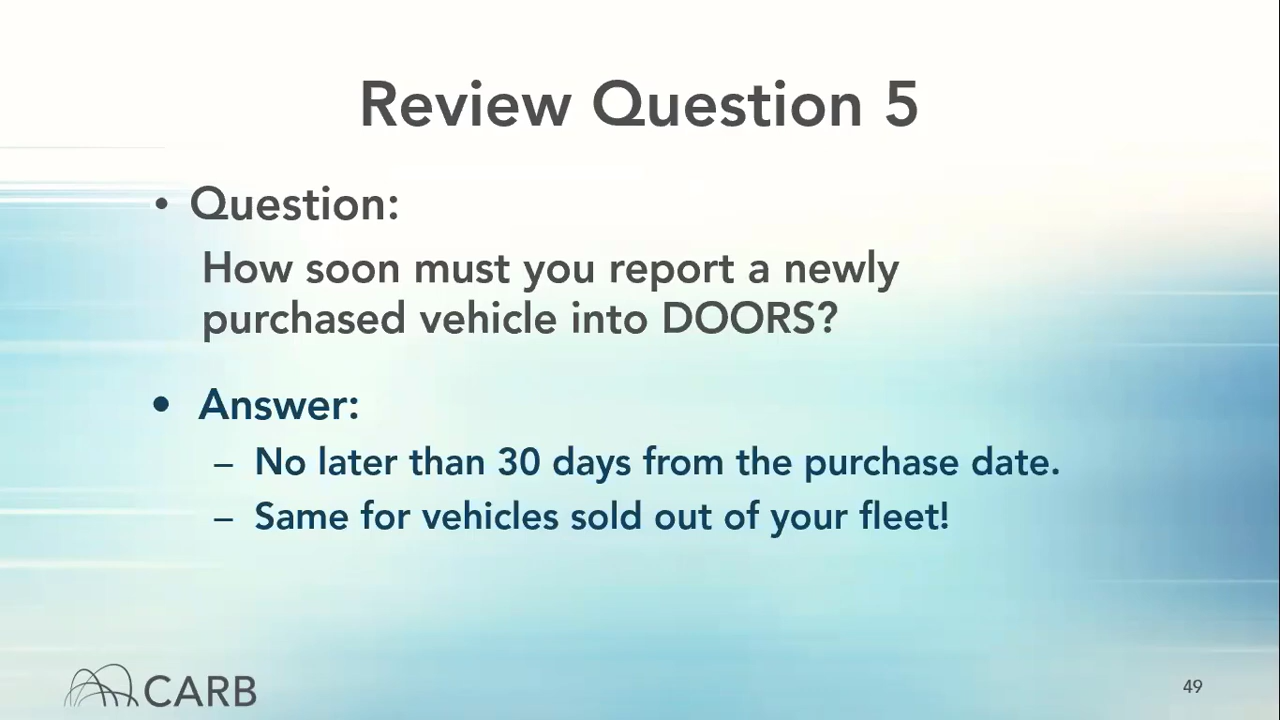 Review Question 5
• Question:
How soon must you report a newly
purchased vehicle into DOORS?
• Answer:
– No later than 30 days from the purchase date.
– Same for vehicles sold out of your fleet!
CARB
49